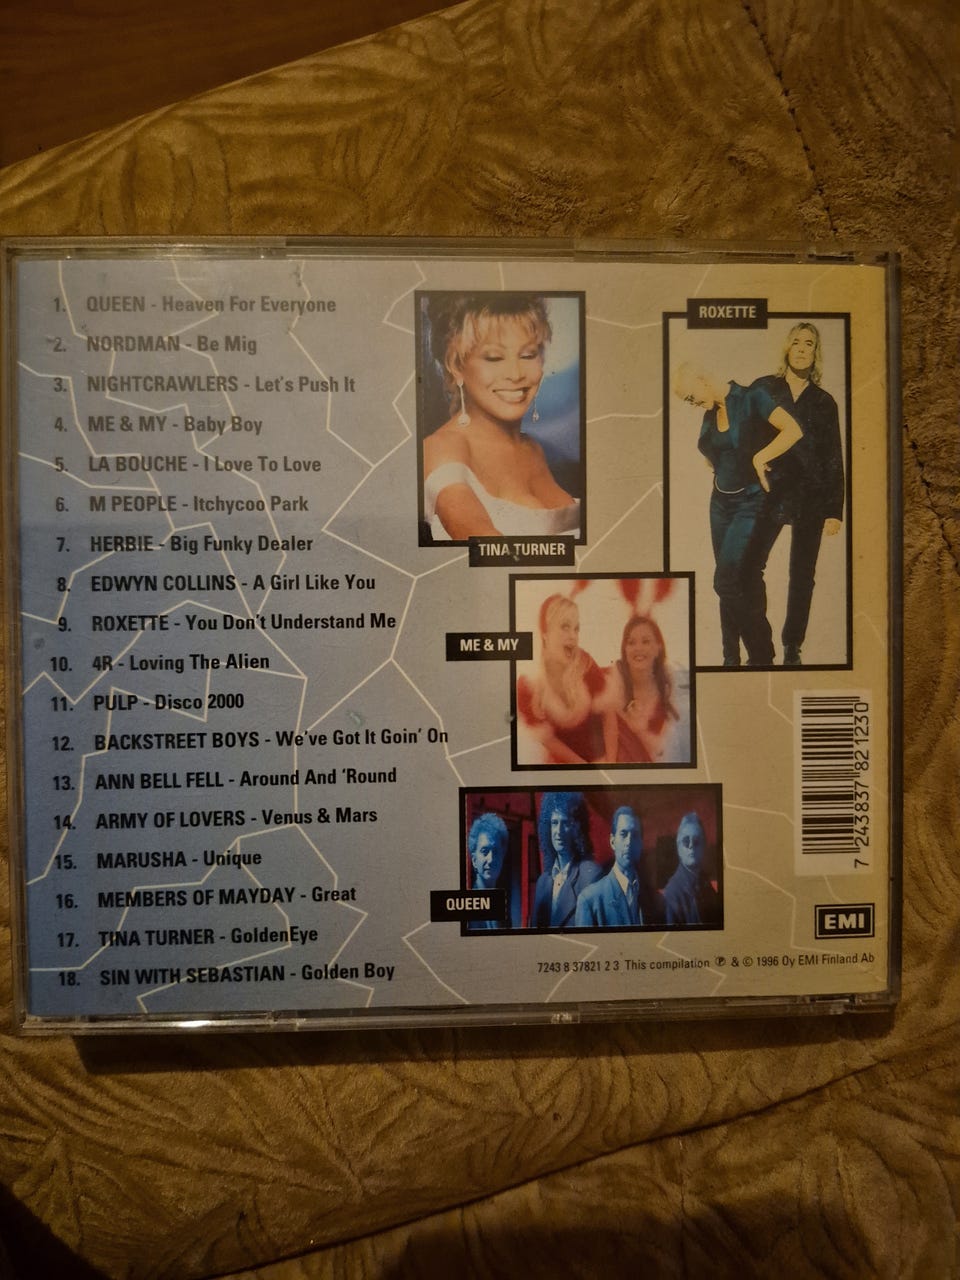 1. QUEEN - Heaven For Everyone
2. NORDMAN - Be Mig
3. NIGHTCRAWLERS - Let's Push It
4. ME & MY - Baby Boy
5. LA BOUCHE - I Love To Love
6. M PEOPLE - Itchycoo Park
7. HERBIE - Big Funky Dealer
8. EDWYN COLLINS - A Girl Like You
9. ROXETTE - You Don't Understand Me
10. 4R - Loving The Alien
11. PULP - Disco 2000
12. BACKSTREET BOYS - We've Got It Goin' On
13. ANN BELL FELL - Around And 'Round
14. ARMY OF LOVERS - Venus & Mars
15. MARUSHA - Unique
16. MEMBERS OF MAYDAY - Great
17. TINA TURNER - GoldenEye
18. SIN WITH SEBASTIAN - Golden Boy
TINA TURNER
ROXETTE
ME & MY
QUEEN
7 243837 821230
EMI
7243 8 37821 2 3 This compilation ℗ & © 1996 Oy EMI Finland Ab